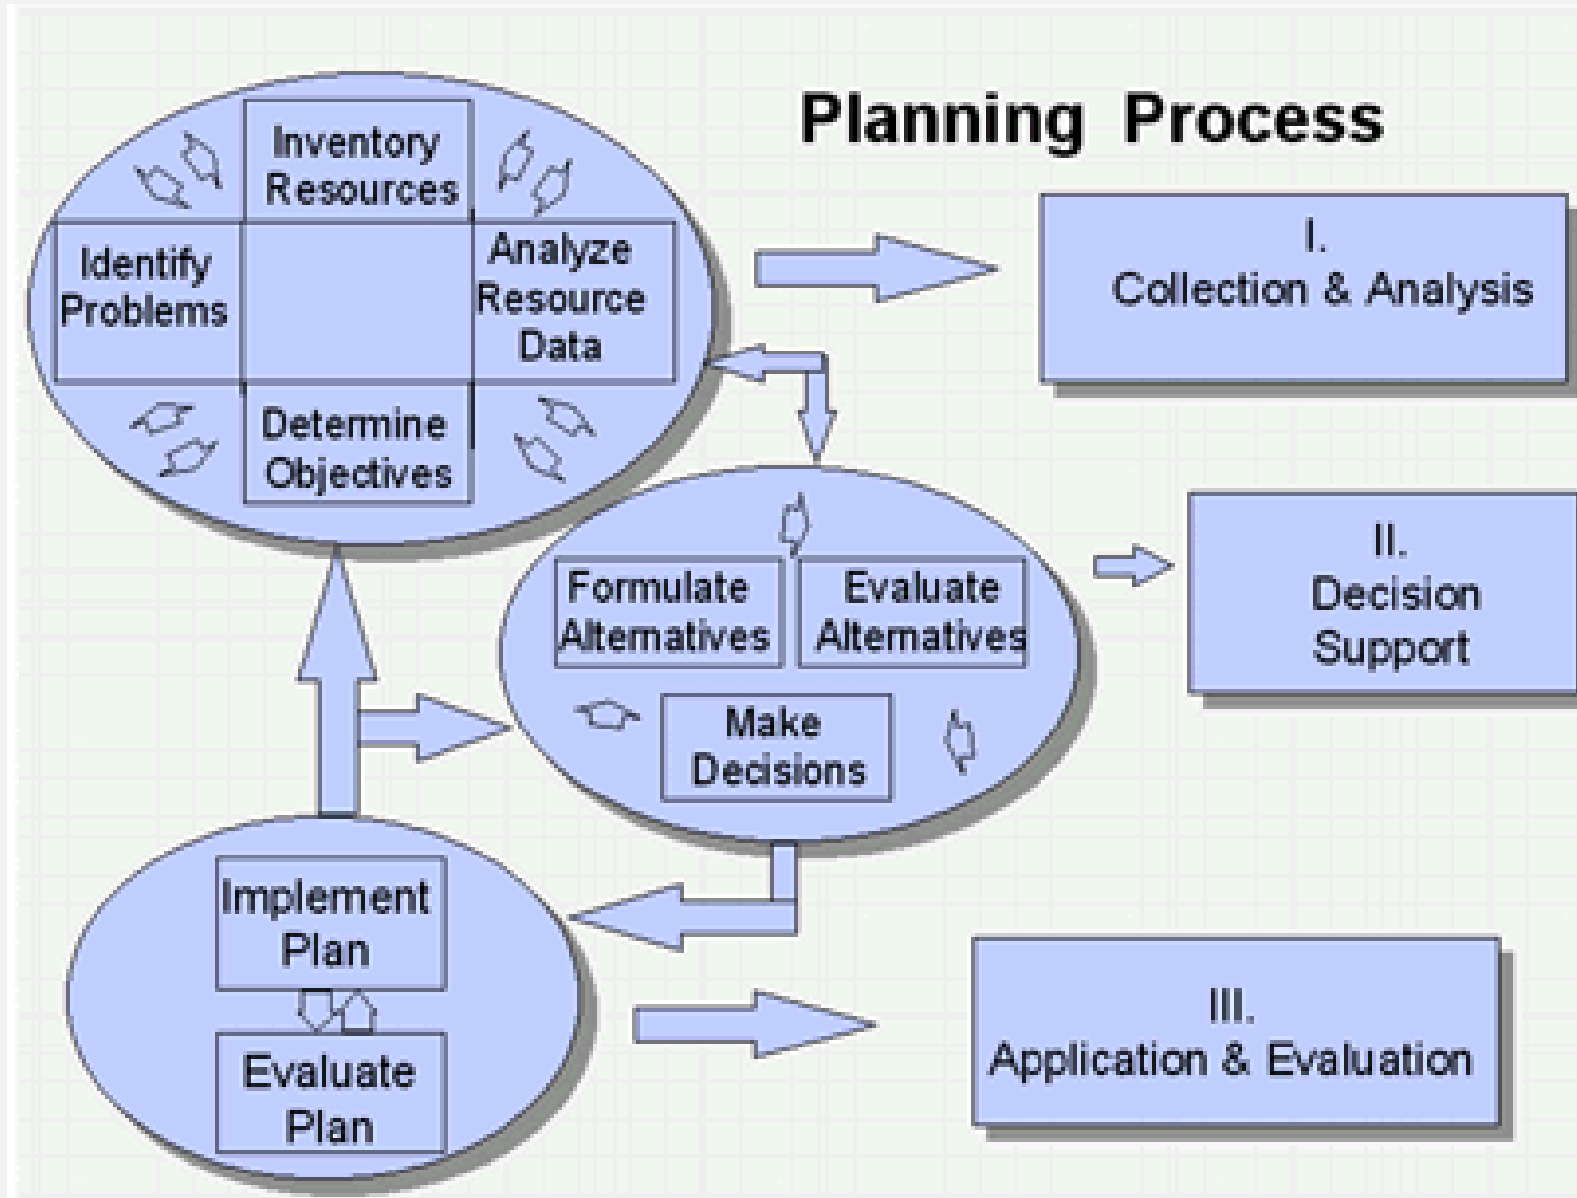 Planning Process
Inventory
Resources
Identify
Problems
Analyze
Resource
Data
Determine
Objectives
I.
Collection & Analysis
Formulate
Alternatives
Evaluate
Alternatives
Make
Decisions
II.
Decision
Support
Implement
Plan
Evaluate
Plan
III.
Application & Evaluation